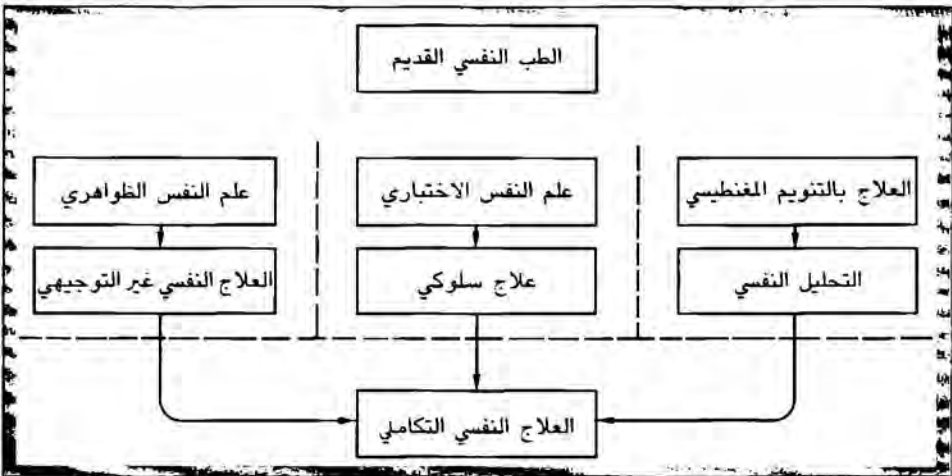 الطب النفسي القديم
العلاج بالتنويم المغنطيسي
علم النفس الاختباري
علم النفس الظواهري
التحليل النفسي
علاج سلوكي
العلاج النفسي غير التوجيهي
العلاج النفسي التكاملي